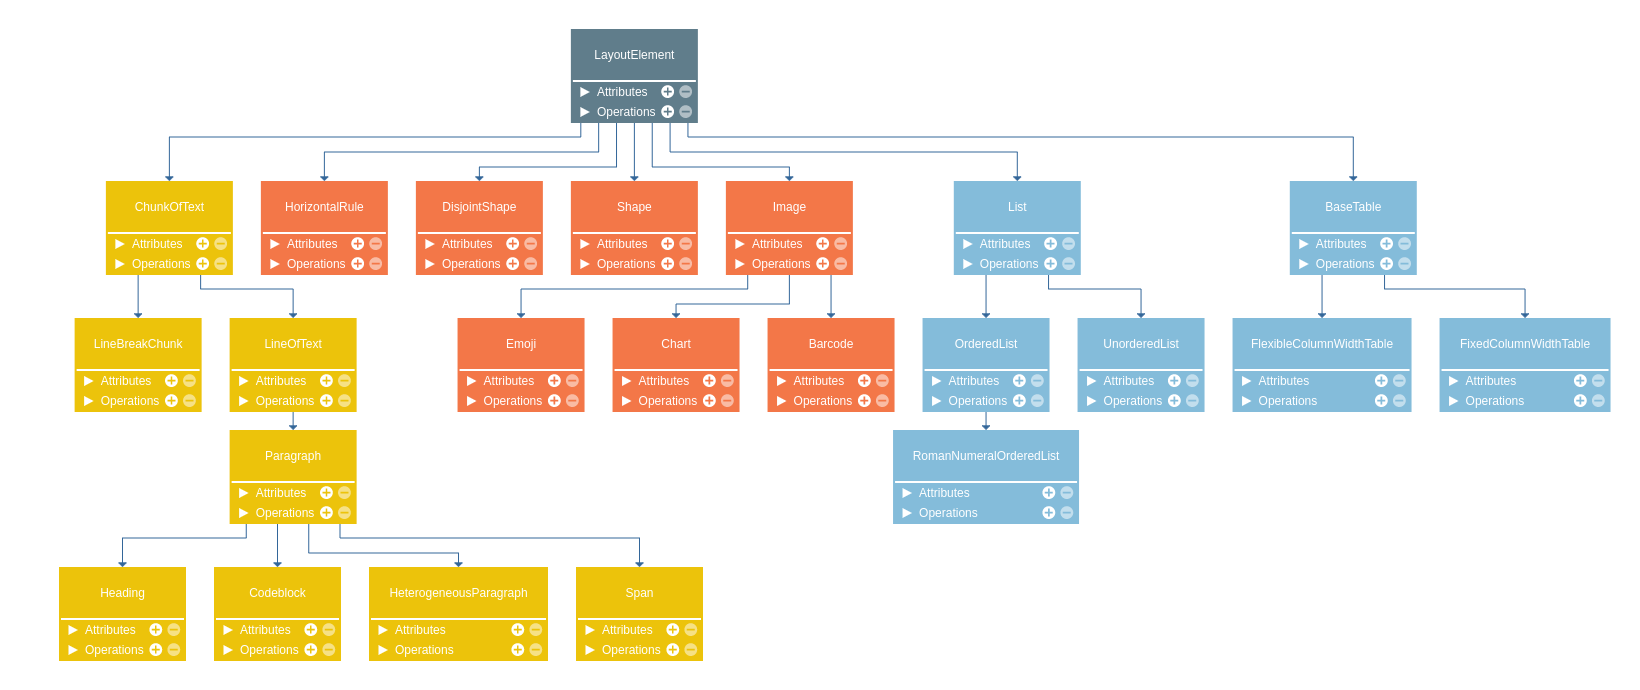 LayoutElement
Attributes
Operations
ChunkOfText
Attributes
Operations
HorizontalRule
Attributes
Operations
DisjointShape
Attributes
Operations
Shape
Attributes
Operations
Image
Attributes
Operations
List
Attributes
Operations
BaseTable
Attributes
Operations
LineBreakChunk
Attributes
Operations
LineOfText
Attributes
Operations
Emoji
Attributes
Operations
Chart
Attributes
Operations
Barcode
Attributes
Operations
OrderedList
Attributes
Operations
UnorderedList
Attributes
Operations
FlexibleColumnWidthTable
Attributes
Operations
FixedColumnWidthTable
Attributes
Operations
Paragraph
Attributes
Operations
RomanNumeralOrderedList
Attributes
Operations
Heading
Attributes
Operations
Codeblock
Attributes
Operations
HeterogeneousParagraph
Attributes
Operations
Span
Attributes
Operations